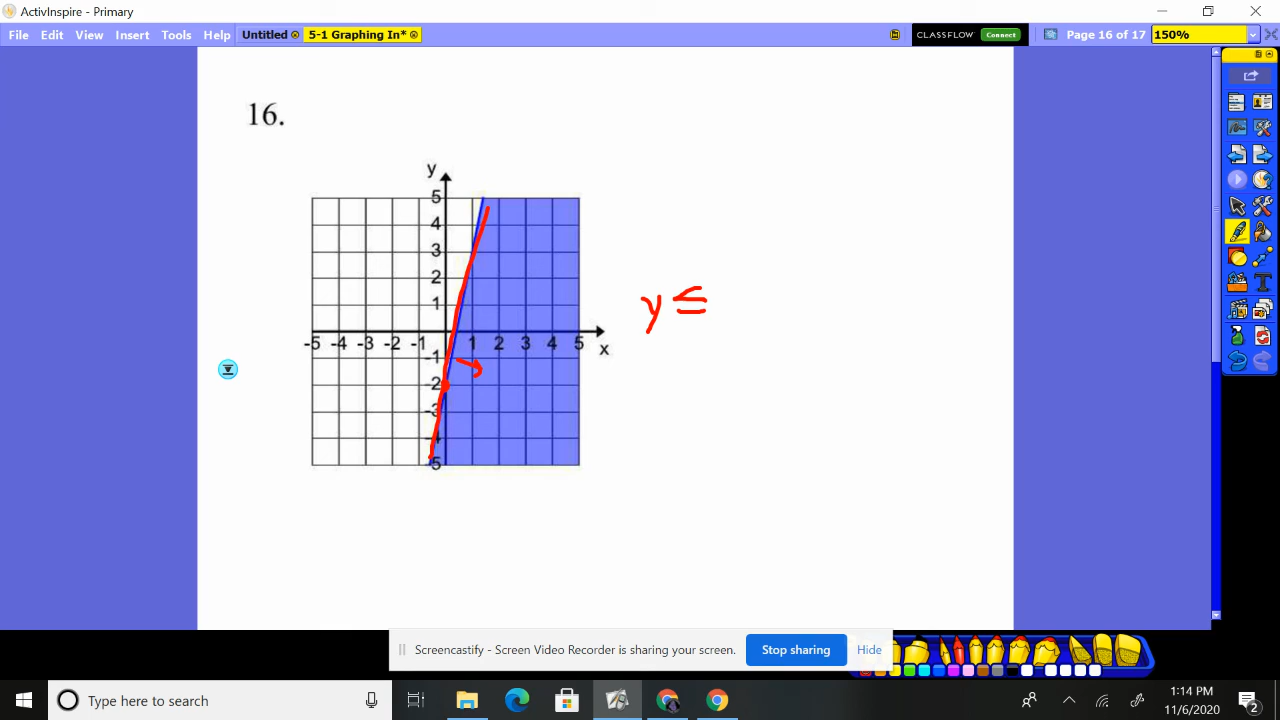 ActivInspire - Primary
File Edit View Insert Tools Help Untitled 5-1 Graphing In* CLASSFLOW Connect Page 16 of 17 150%
16.
y
5
4
3
2
1
-5 -4 -3 -2 -1 1 2 3 4 5 x
-1
-2
-3
-4
-5
y ≤
Screencastify - Screen Video Recorder is sharing your screen. Stop sharing Hide
Type here to search
1:14 PM
11/6/2020
2